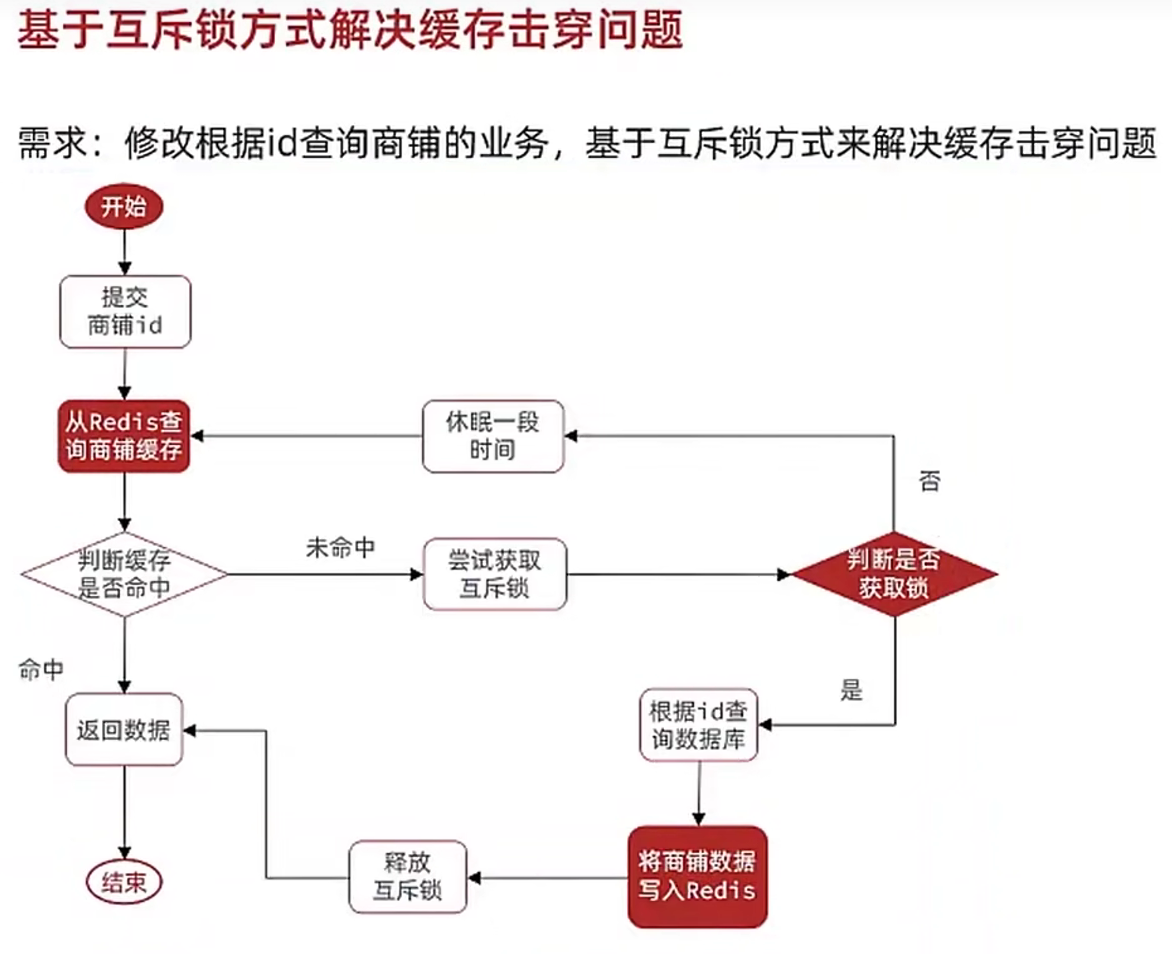 基于互斥锁方式解决缓存击穿问题
需求：修改根据id查询商铺的业务，基于互斥锁方式来解决缓存击穿问题
开始
提交
商铺id
从Redis查
询商铺缓存
休眠一段
时间
否
判断缓存
是否命中
未命中
尝试获取
互斥锁
判断是否
获取锁
命中
是
返回数据
根据id查
询数据库
将商铺数据
写入Redis
释放
互斥锁
结束